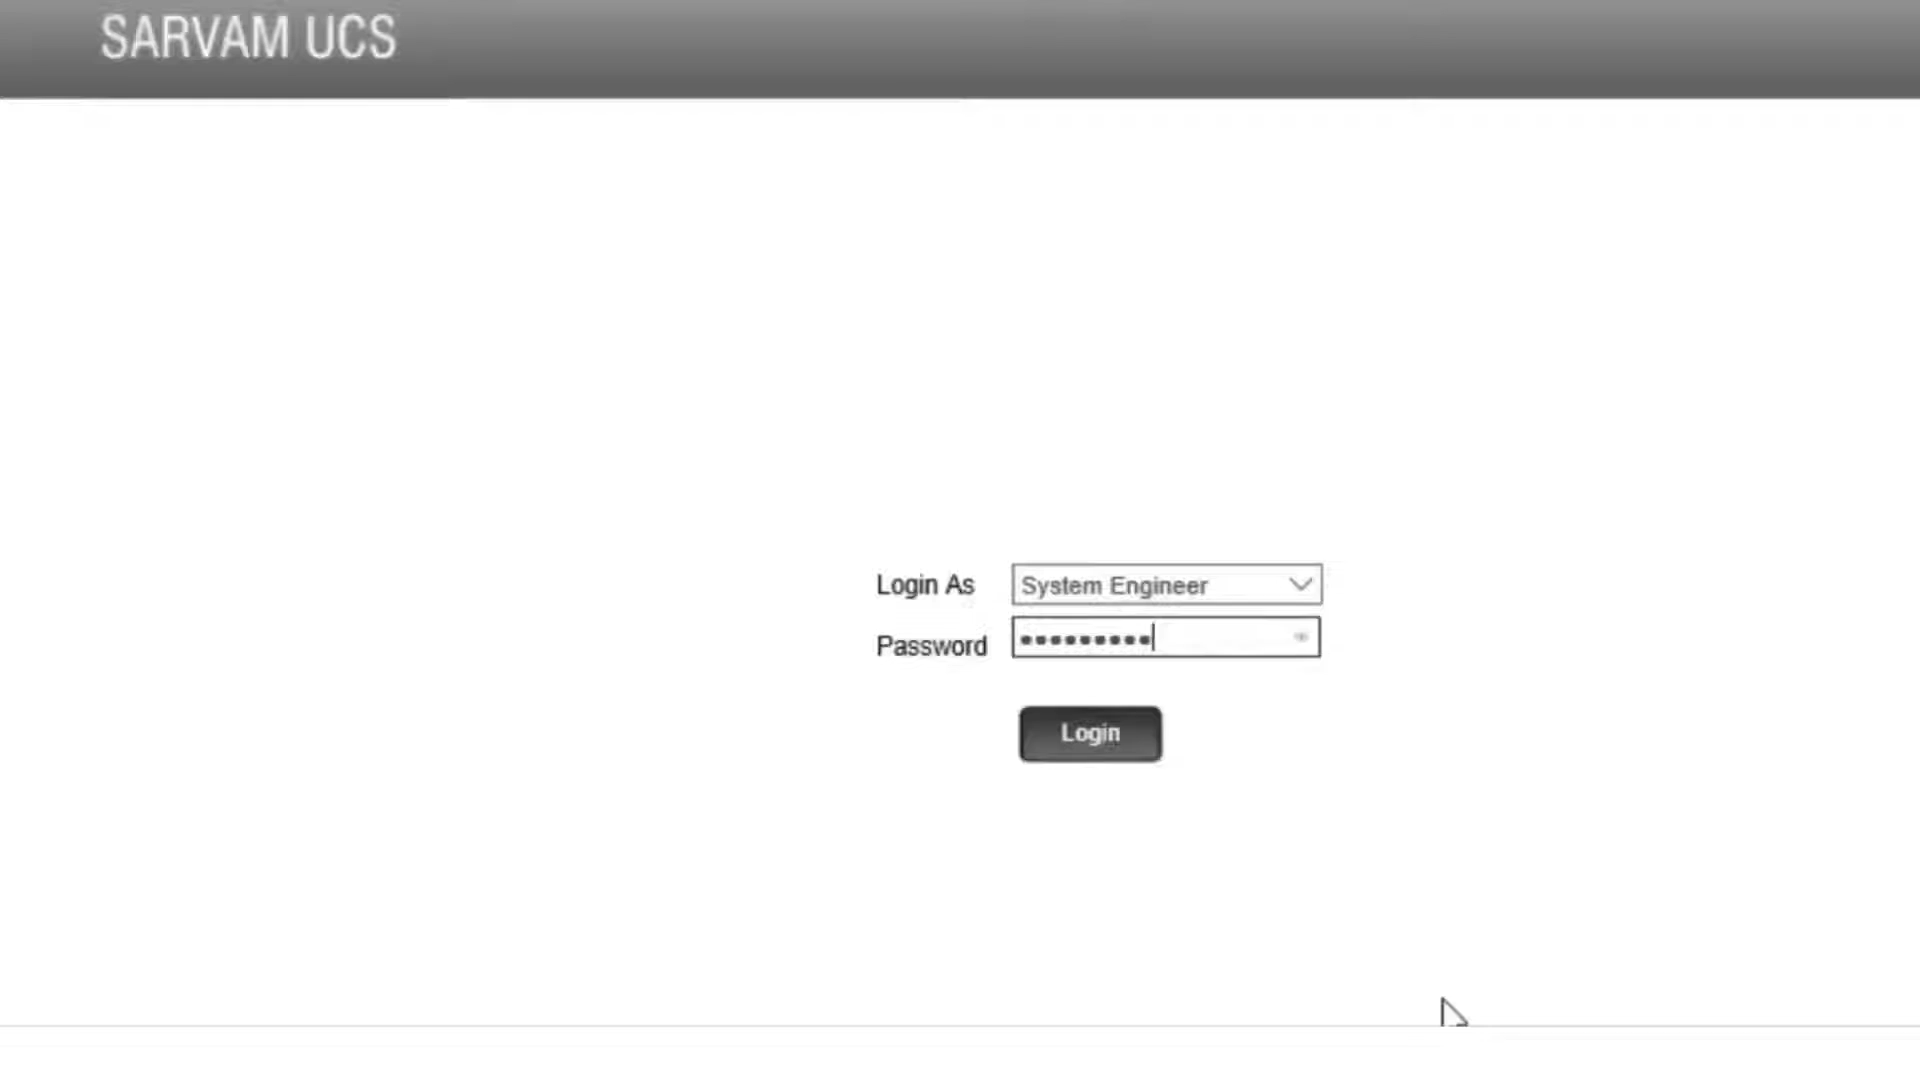 SARVAM UCS
Login As System Engineer
Password •••••••••
Login